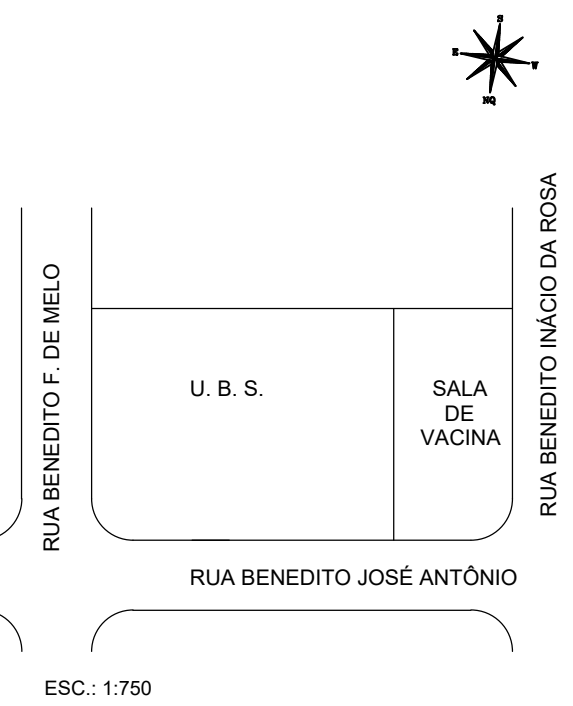 S
E
W
NQ
RUA BENEDITO F. DE MELO
RUA BENEDITO INÁCIO DA ROSA
U. B. S.
SALA
DE
VACINA
RUA BENEDITO JOSÉ ANTÔNIO
ESC.: 1:750